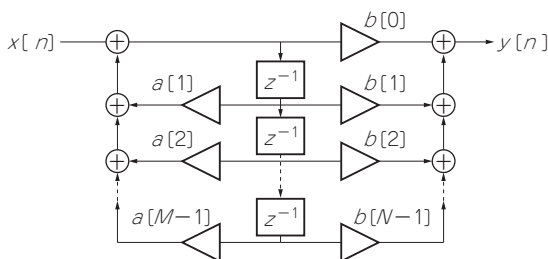 x[n] b[0] y[n]
z⁻¹
a[1] b[1]
z⁻¹
a[2] b[2]
z⁻¹
a[M−1] b[N−1]